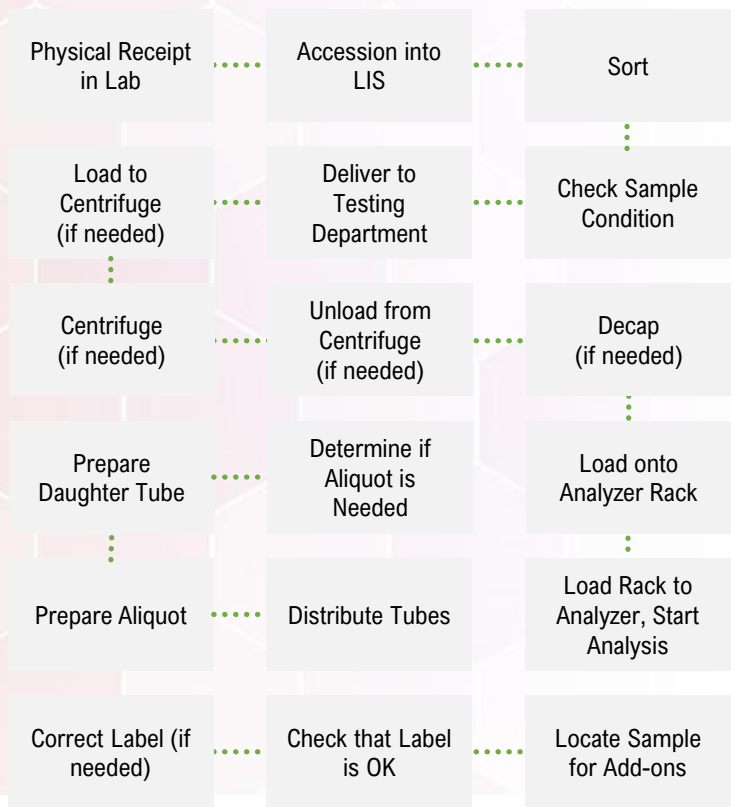 Physical Receipt
in Lab
Accession into
LIS
Sort
Load to
Centrifuge
(if needed)
Deliver to
Testing
Department
Check Sample
Condition
Centrifuge
(if needed)
Unload from
Centrifuge
(if needed)
Decap
(if needed)
Prepare
Daughter Tube
Determine if
Aliquot is
Needed
Load onto
Analyzer Rack
Prepare Aliquot
Distribute Tubes
Load Rack to
Analyzer, Start
Analysis
Correct Label (if
needed)
Check that Label
is OK
Locate Sample
for Add-ons